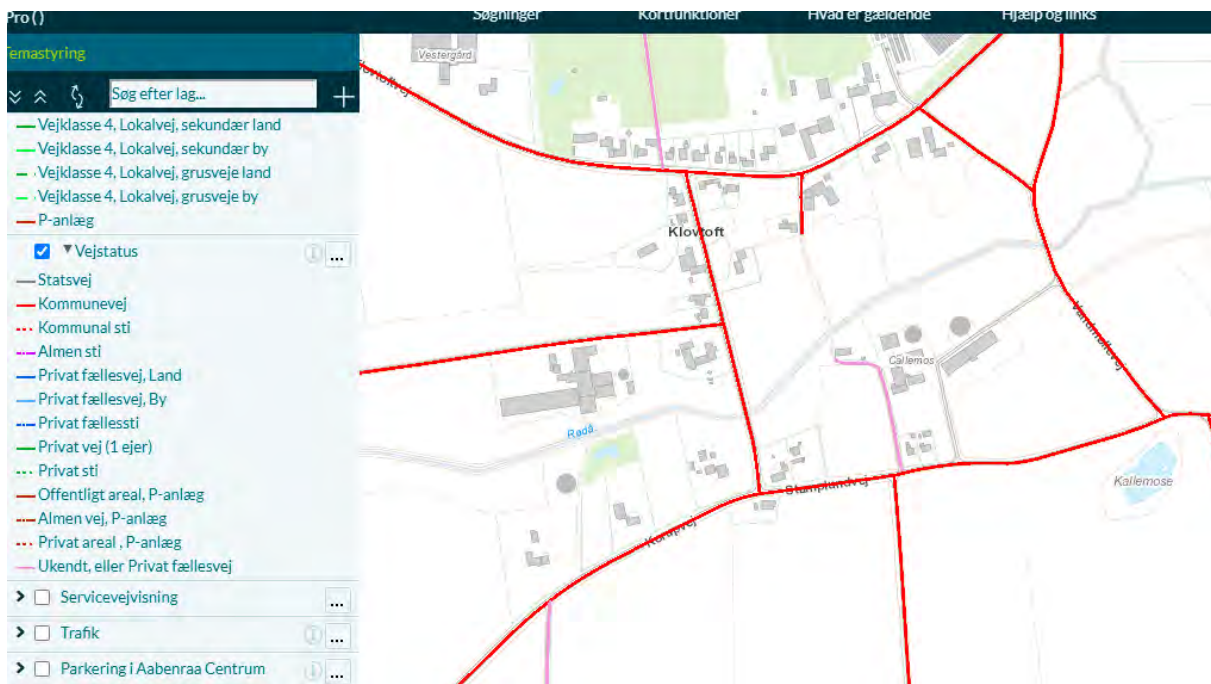 Pro ()
Søgninger
Kortfunktioner
Hvad er gældende
Hjælp og links
Temastyring
Søg efter lag...
Vejklasse 4, Lokalvej, sekundær land
Vejklasse 4, Lokalvej, sekundær by
Vejklasse 4, Lokalvej, grusveje land
Vejklasse 4, Lokalvej, grusveje by
P-anlæg
Vejstatus
...
Statsvej
Kommunevej
Kommunal sti
Almen sti
Privat fællesvej, Land
Privat fællesvej, By
Privat fællessti
Privat vej (1 ejer)
Privat sti
Offentligt areal, P-anlæg
Almen vej, P-anlæg
Privat areal , P-anlæg
Ukendt, eller Privat fællesvej
Servicevejvisning
...
Trafik
...
Parkering i Aabenraa Centrum
...
Vestergård
Klovtoftvej
Klovtoft
Callemos
Vandmøllevej
Rødå
Stamplundvej
Korupvej
Kallemose